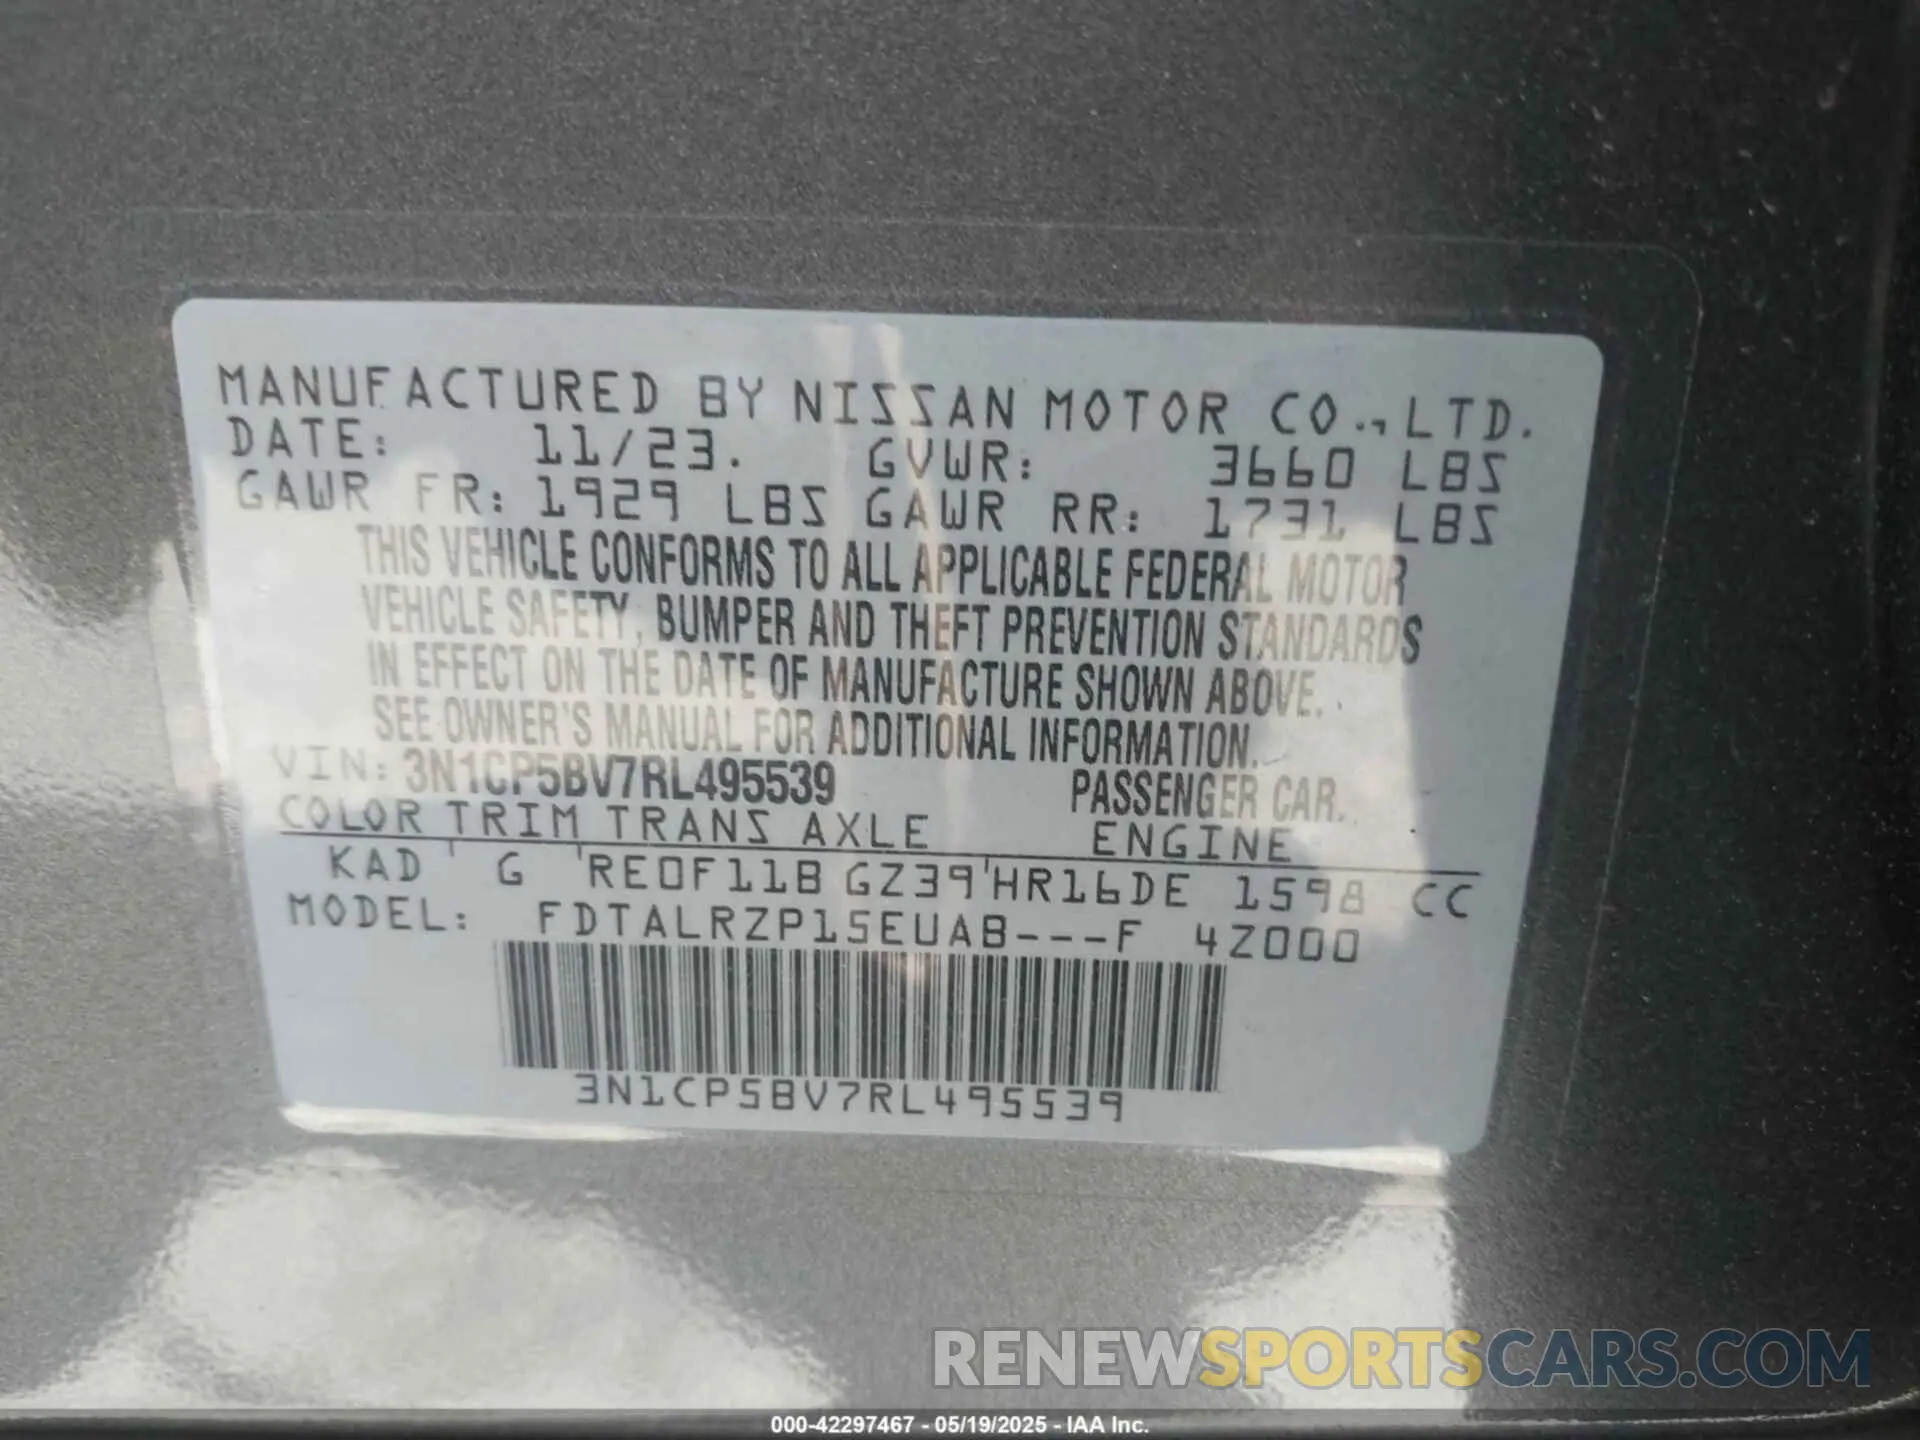 MANUFACTURED BY NISSAN MOTOR CO.,LTD.
DATE: 11/23. GVWR: 3660 LBS
GAWR FR: 1929 LBS GAWR RR: 1731 LBS
THIS VEHICLE CONFORMS TO ALL APPLICABLE FEDERAL MOTOR
VEHICLE SAFETY, BUMPER AND THEFT PREVENTION STANDARDS
IN EFFECT ON THE DATE OF MANUFACTURE SHOWN ABOVE.
SEE OWNER'S MANUAL FOR ADDITIONAL INFORMATION.
VIN: 3N1CP5BV7RL495539 PASSENGER CAR.
COLOR TRIM TRANS AXLE ENGINE
KAD ' G 'RE0F11B GZ39'HR16DE 1598 CC
MODEL: FDTALRZP15EUAB---F 4Z000
3N1CP5BV7RL495539
RENEWSPORTSCARS.COM
000-42297467 - 05/19/2025 - IAA Inc.